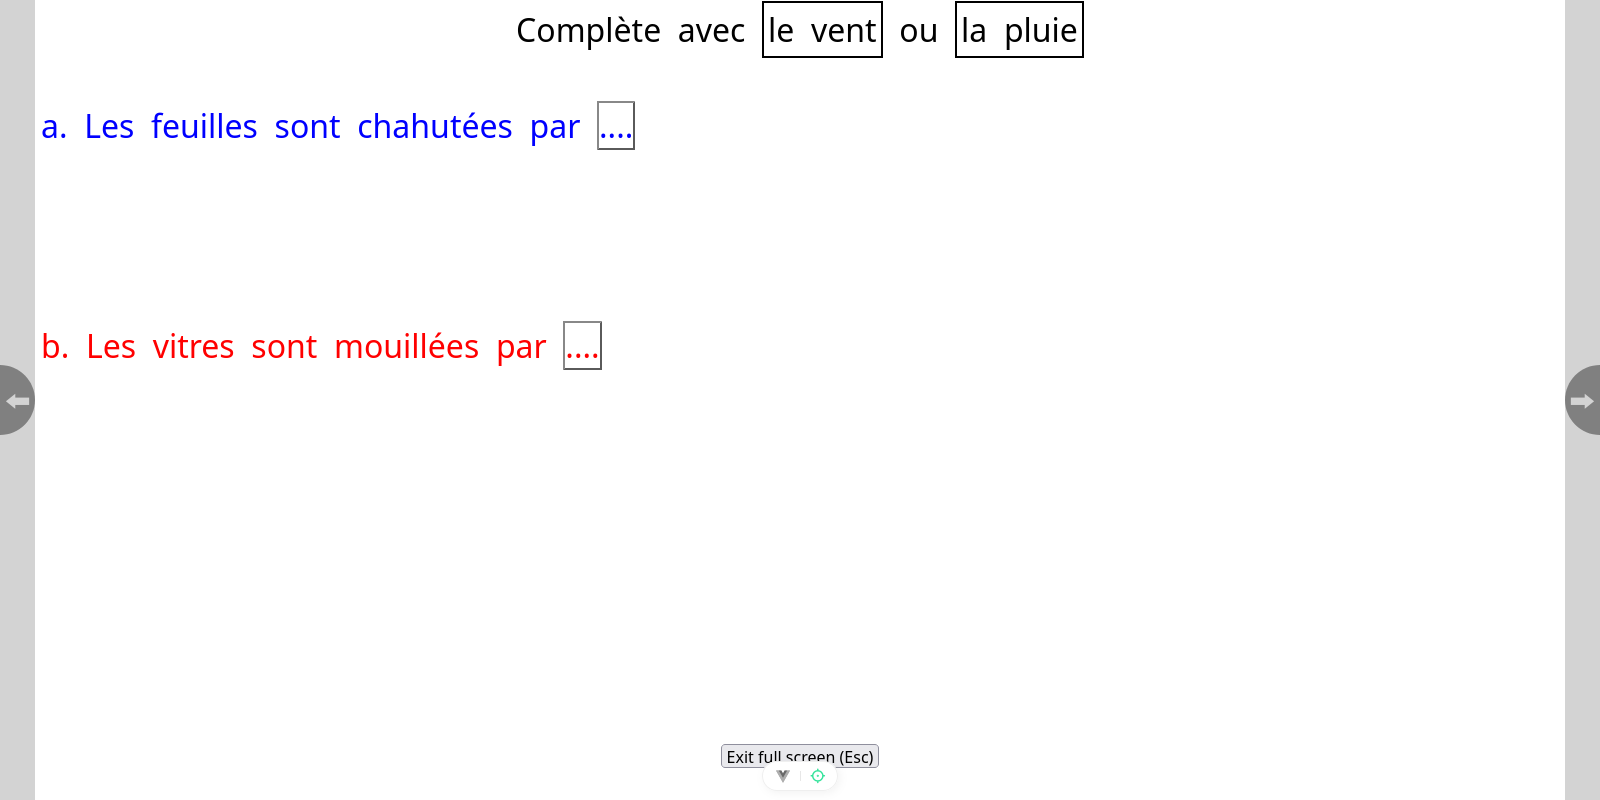 Complète avec le vent ou la pluie
a. Les feuilles sont chahutées par ....
b. Les vitres sont mouillées par ....
Exit full screen (Esc)